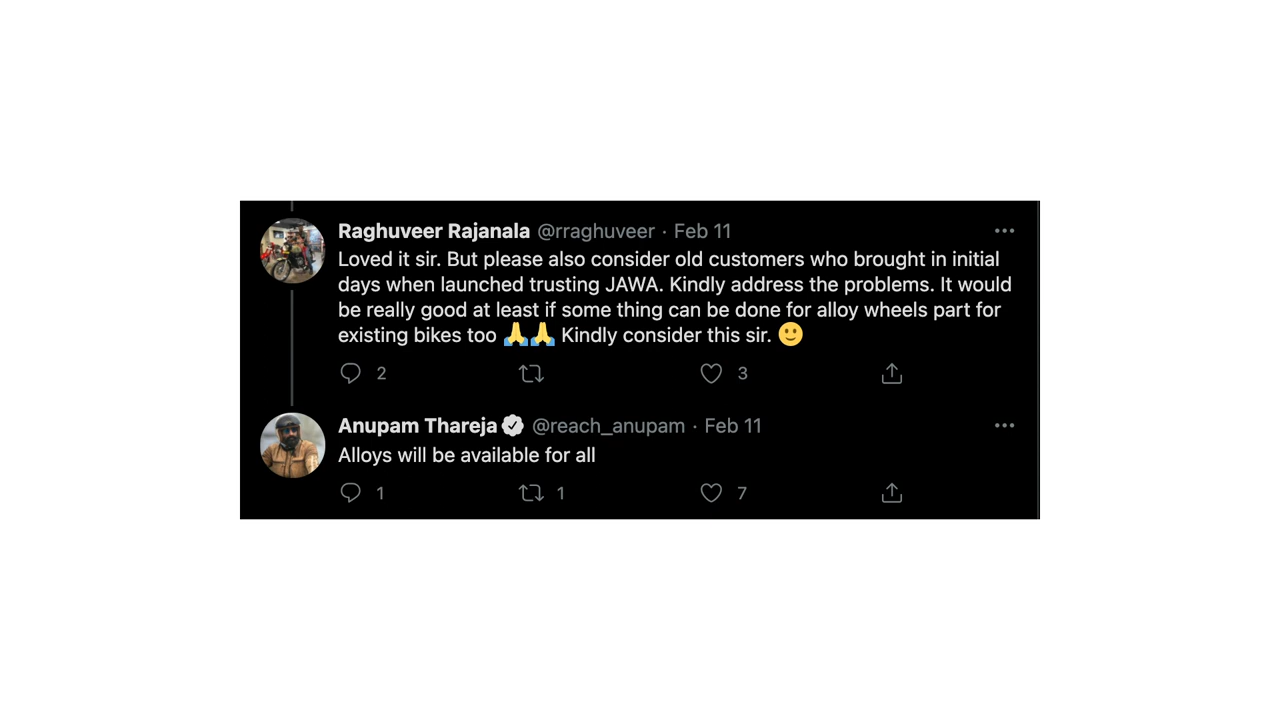 Raghuveer Rajanala @rraghuveer · Feb 11
Loved it sir. But please also consider old customers who brought in initial
days when launched trusting JAWA. Kindly address the problems. It would
be really good at least if some thing can be done for alloy wheels part for
existing bikes too 🙏🙏 Kindly consider this sir. 🙂
2 3
Anupam Thareja @reach_anupam · Feb 11
Alloys will be available for all
1 1 7